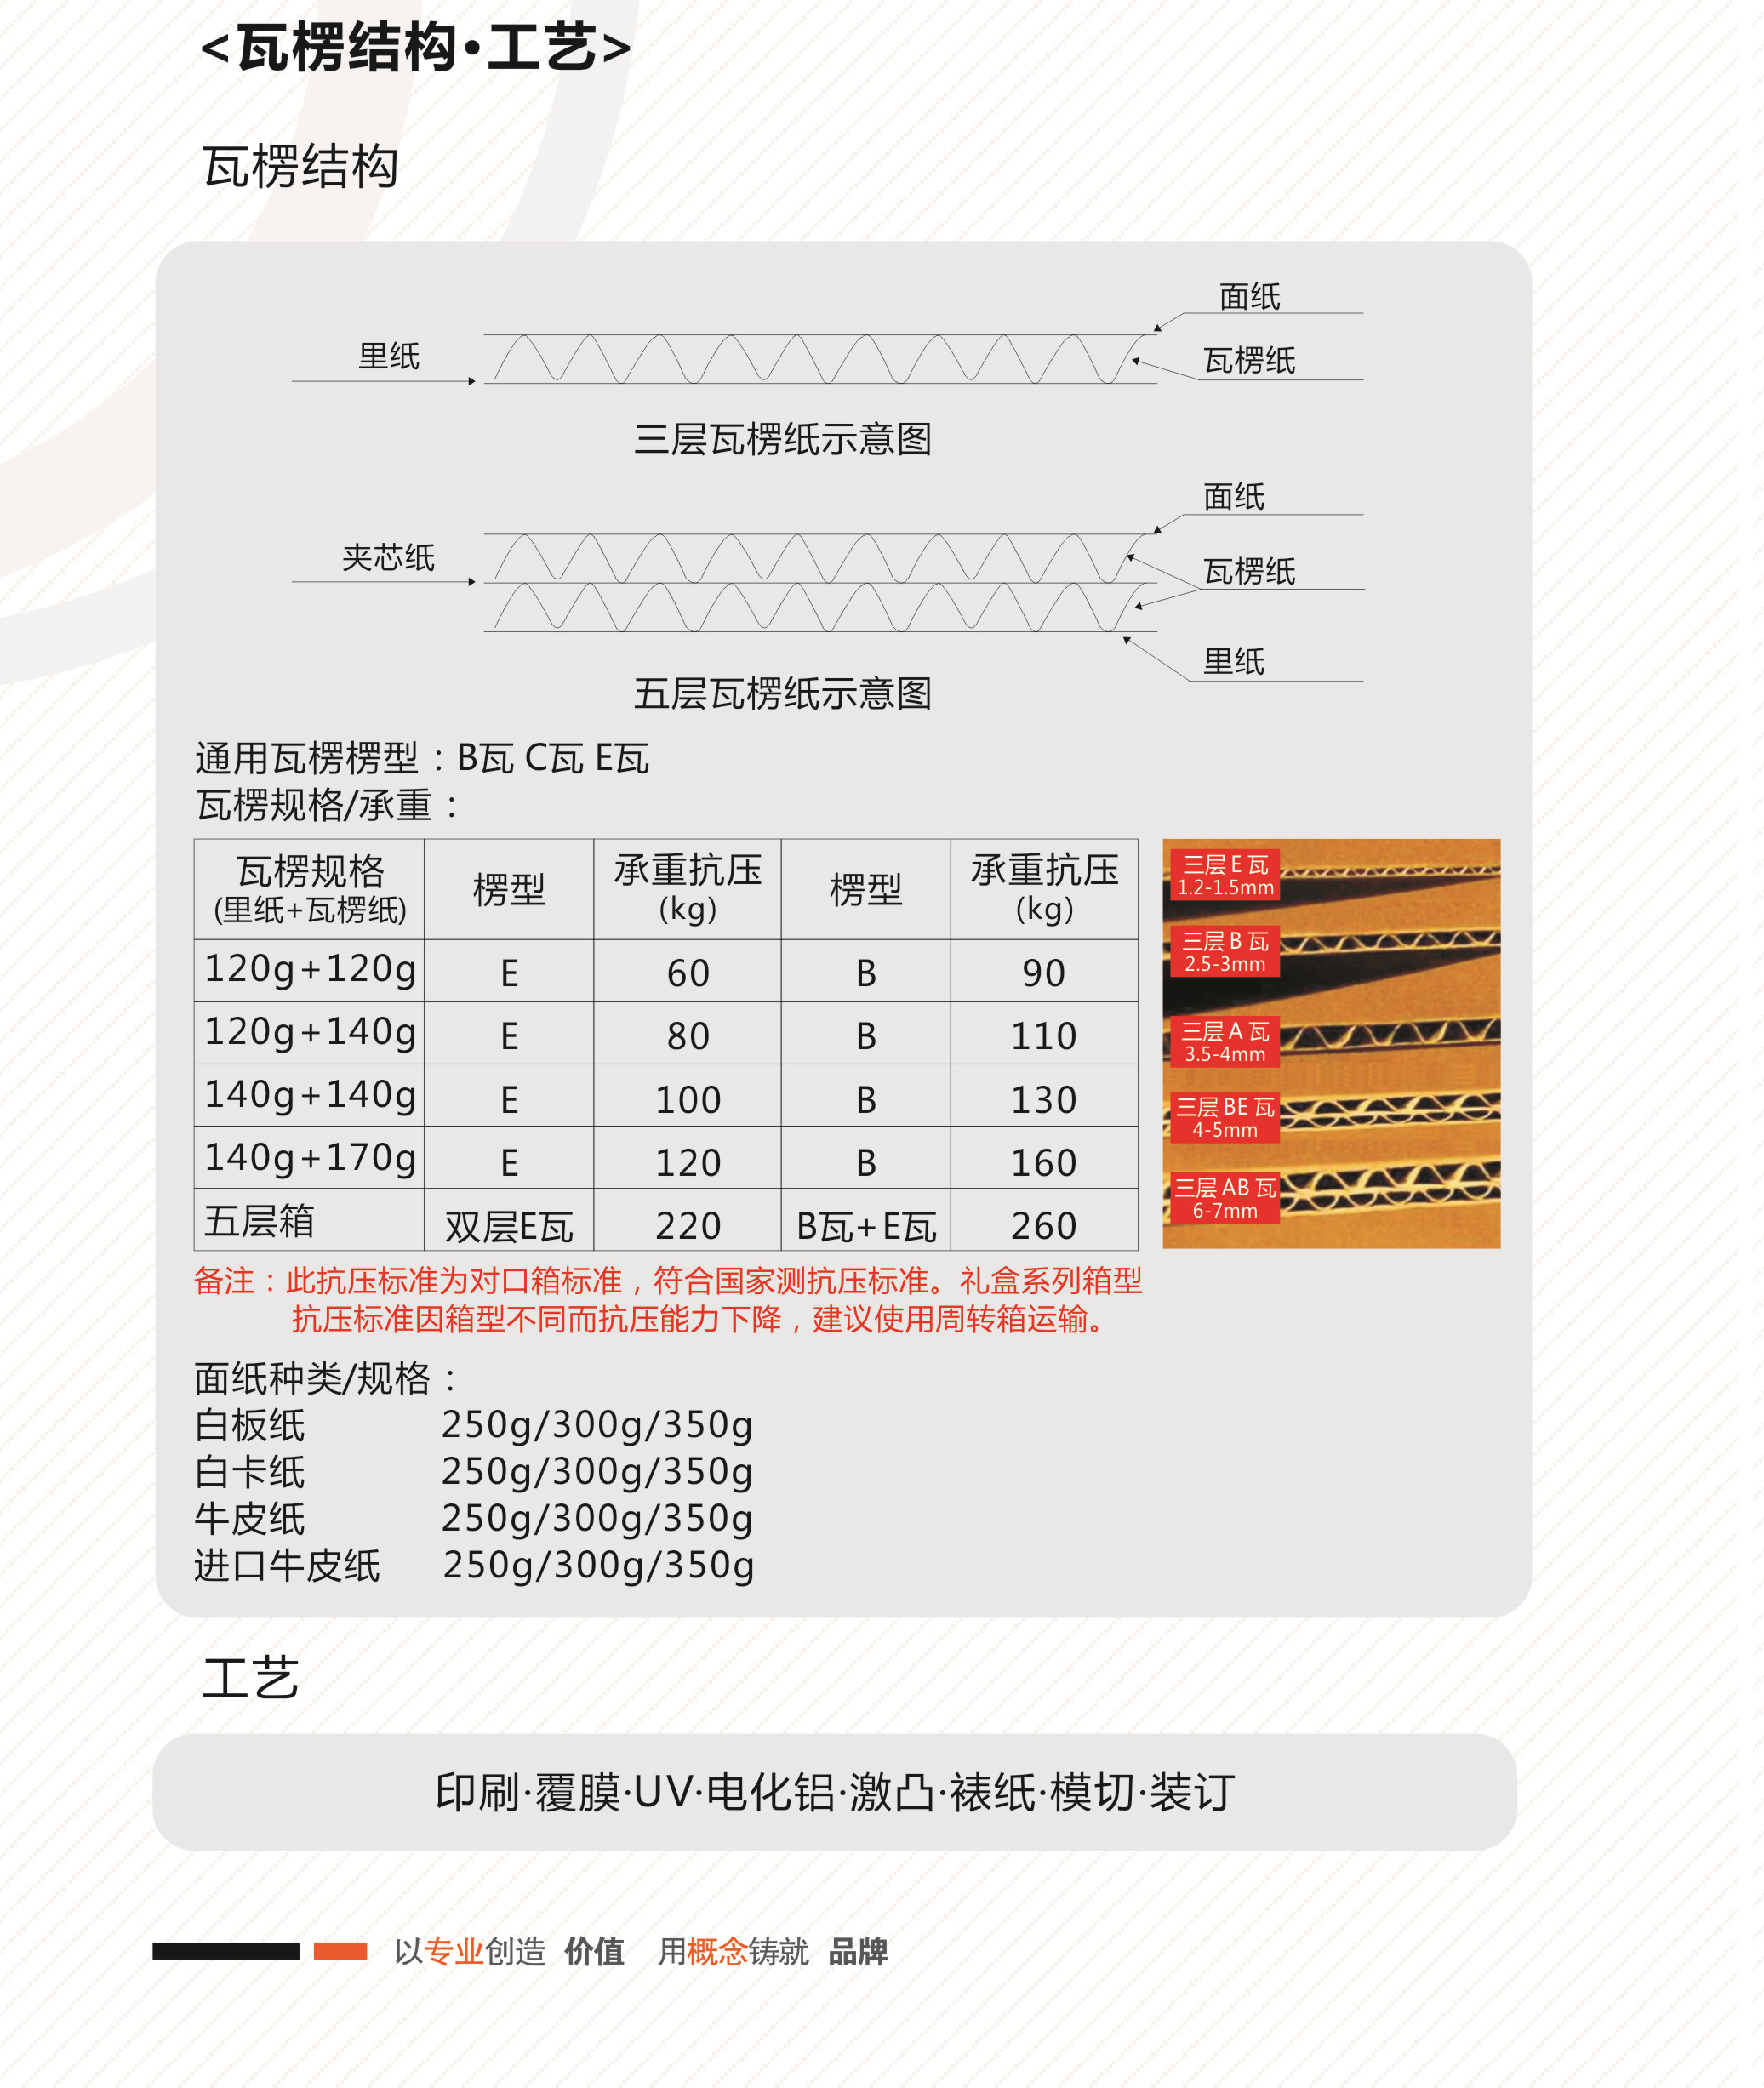 <瓦楞结构·工艺>
瓦楞结构
面纸
里纸
瓦楞纸
三层瓦楞纸示意图
面纸
夹芯纸
瓦楞纸
里纸
五层瓦楞纸示意图
通用瓦楞楞型：B瓦 C瓦 E瓦
瓦楞规格/承重：
瓦楞规格 (里纸+瓦楞纸) 楞型 承重抗压 (kg) 楞型 承重抗压 (kg)
120g+120g E 60 B 90
120g+140g E 80 B 110
140g+140g E 100 B 130
140g+170g E 120 B 160
五层箱 双层E瓦 220 B瓦+E瓦 260
三层 E 瓦
1.2-1.5mm
三层 B 瓦
2.5-3mm
三层 A 瓦
3.5-4mm
三层 BE 瓦
4-5mm
三层 AB 瓦
6-7mm
备注：此抗压标准为对口箱标准，符合国家测抗压标准。礼盒系列箱型
抗压标准因箱型不同而抗压能力下降，建议使用周转箱运输。
面纸种类/规格：
白板纸 250g/300g/350g
白卡纸 250g/300g/350g
牛皮纸 250g/300g/350g
进口牛皮纸 250g/300g/350g
工艺
印刷·覆膜·UV·电化铝·激凸·裱纸·模切·装订
以专业创造 价值 用概念铸就 品牌